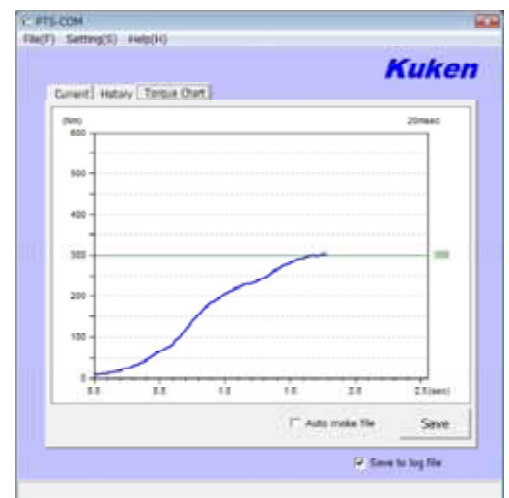 PTS-COM
File(F) Setting(S) Help(H)
Kuken
Current History Torque Chart
(Nm) 20msec
600
500
400
300 300
200
100
0
0.0 0.5 1.0 1.5 2.0 2.5(sec)
Auto make file Save
Save to log file